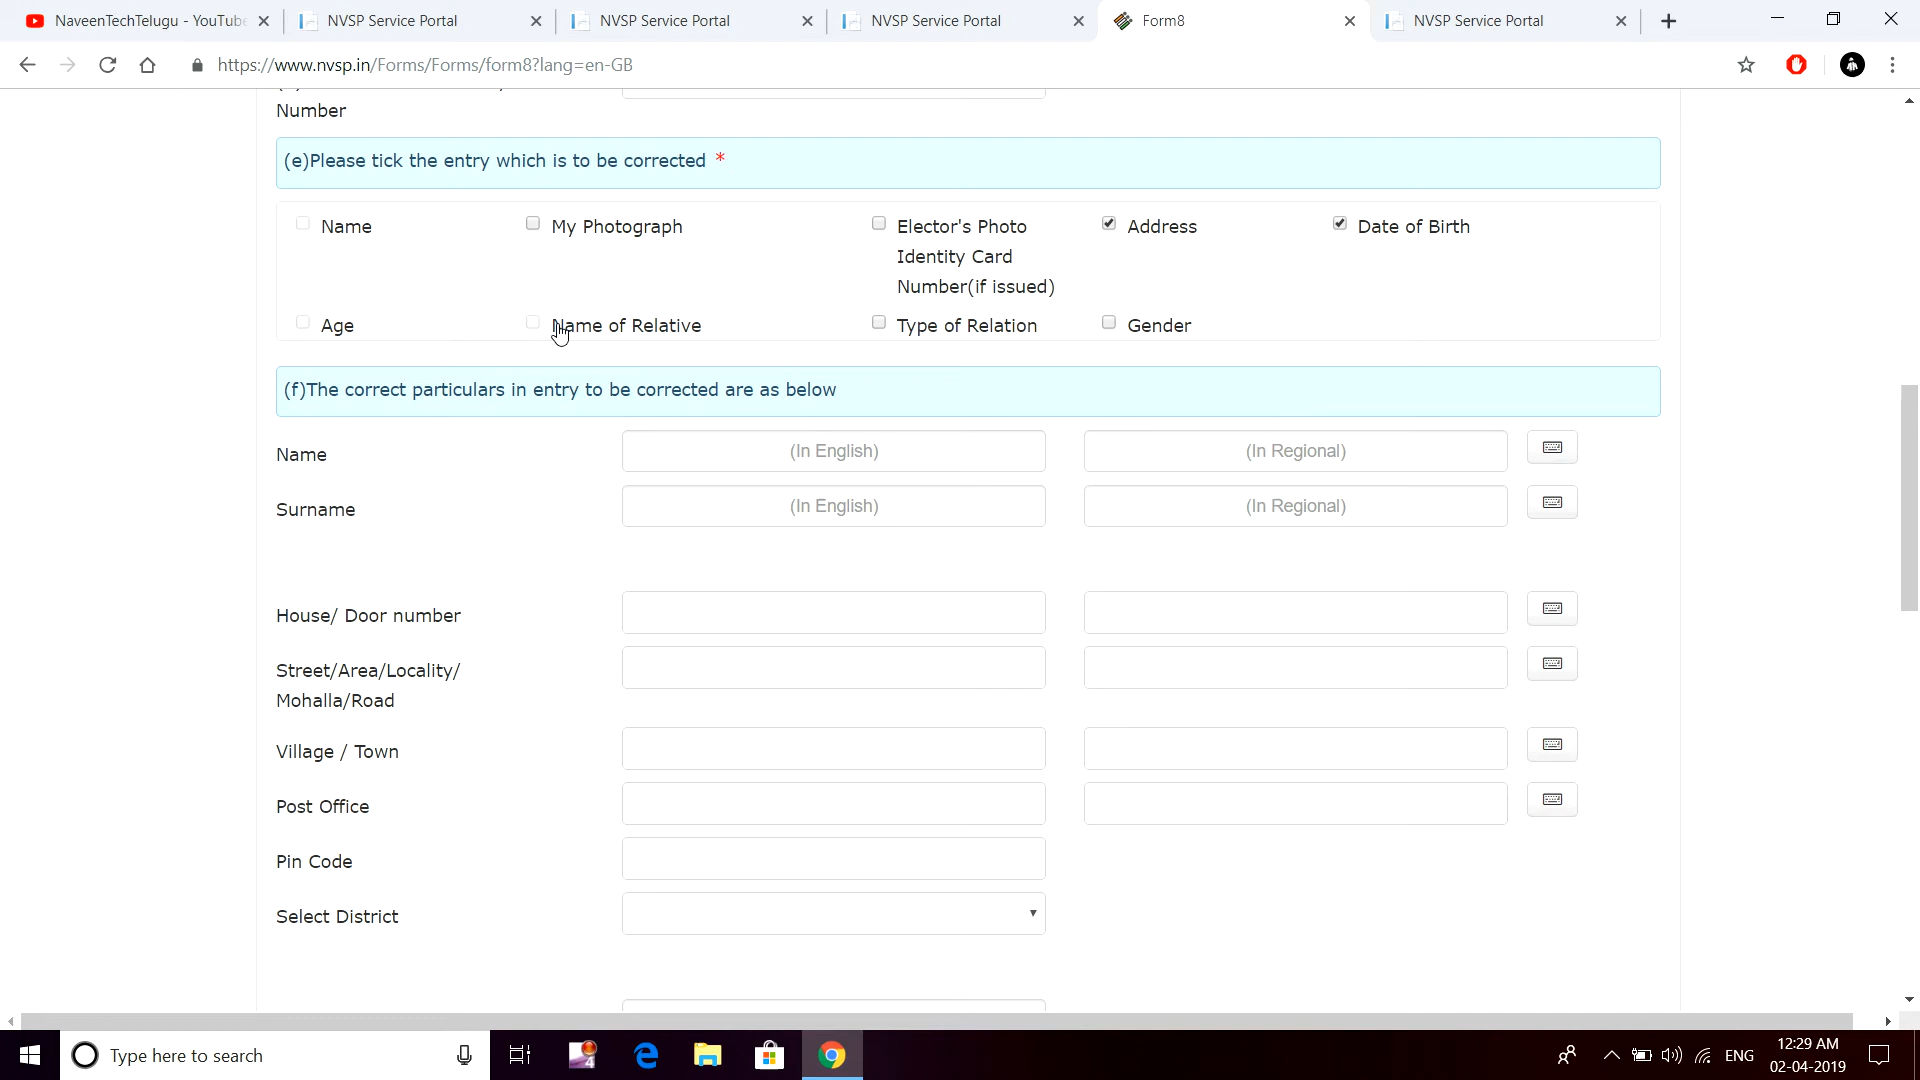 NaveenTechTelugu - YouTube
NVSP Service Portal
NVSP Service Portal
NVSP Service Portal
Form8
NVSP Service Portal
https://www.nvsp.in/Forms/Forms/form8?lang=en-GB
Number
(e)Please tick the entry which is to be corrected *
Name
My Photograph
Elector's Photo
Identity Card
Number(if issued)
Address
Date of Birth
Age
Name of Relative
Type of Relation
Gender
(f)The correct particulars in entry to be corrected are as below
Name
(In English)
(In Regional)
Surname
(In English)
(In Regional)
House/ Door number
Street/Area/Locality/
Mohalla/Road
Village / Town
Post Office
Pin Code
Select District
Type here to search
4
ENG
12:29 AM
02-04-2019